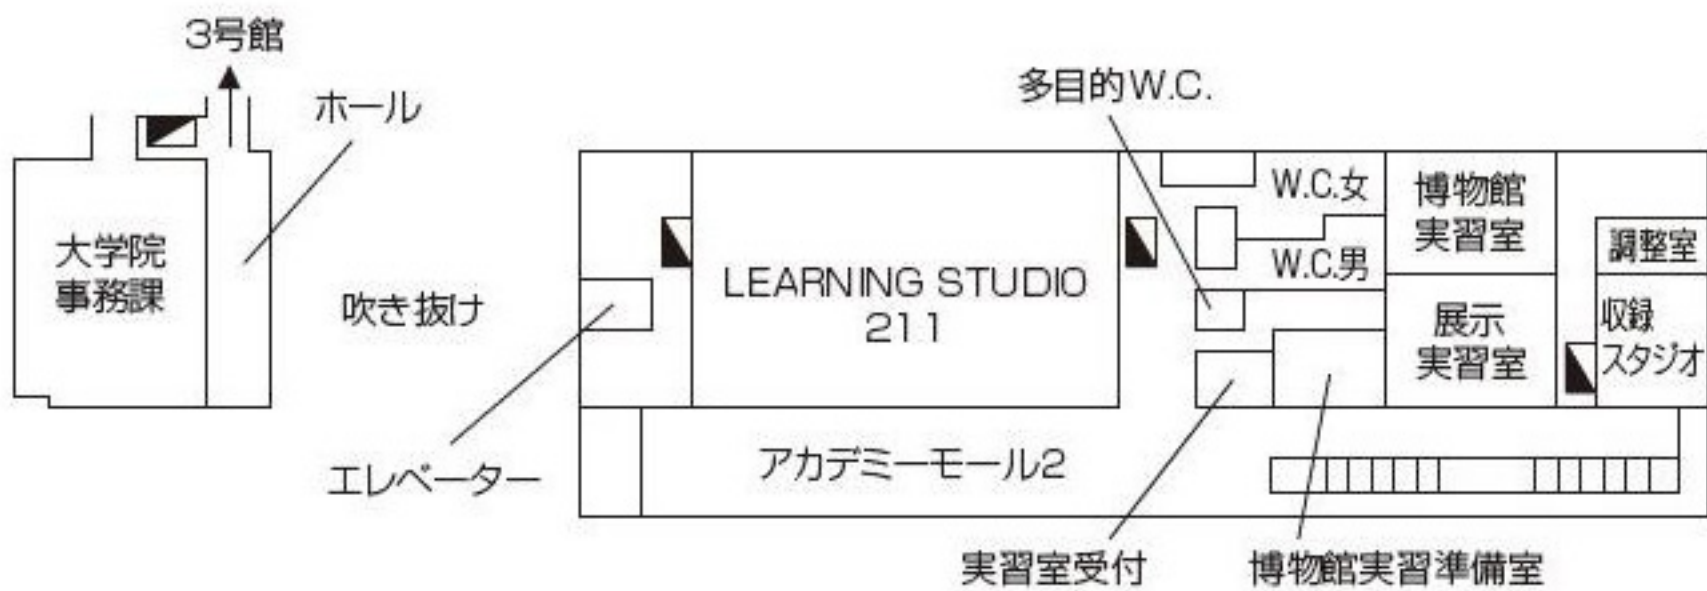 3号館
ホール
多目的W.C.
大学院
事務課
吹き抜け
エレベーター
LEARNING STUDIO
211
W.C.女
W.C.男
博物館
実習室
展示
実習室
調整室
収録
スタジオ
アカデミーモール2
実習室受付
博物館実習準備室